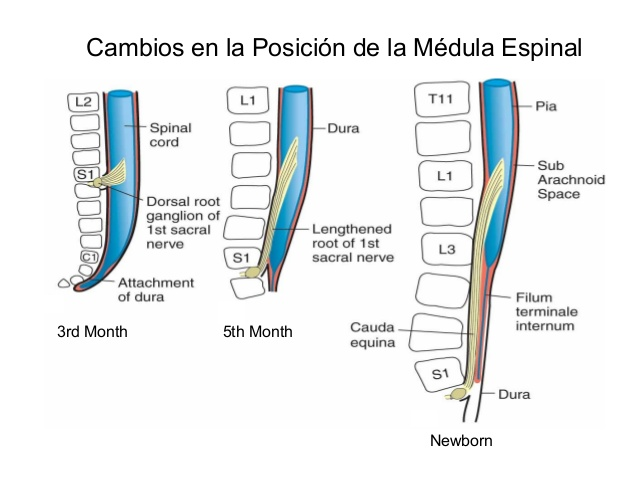 Cambios en la Posición de la Médula Espinal
L2
Spinal
cord
S1
Dorsal root
ganglion of
1st sacral
nerve
C1
Attachment
of dura
3rd Month
L1
Dura
Lengthened
root of 1st
sacral nerve
S1
5th Month
T11
Pia
L1
Sub
Arachnoid
Space
L3
Filum
terminale
internum
Cauda
equina
S1
Dura
Newborn